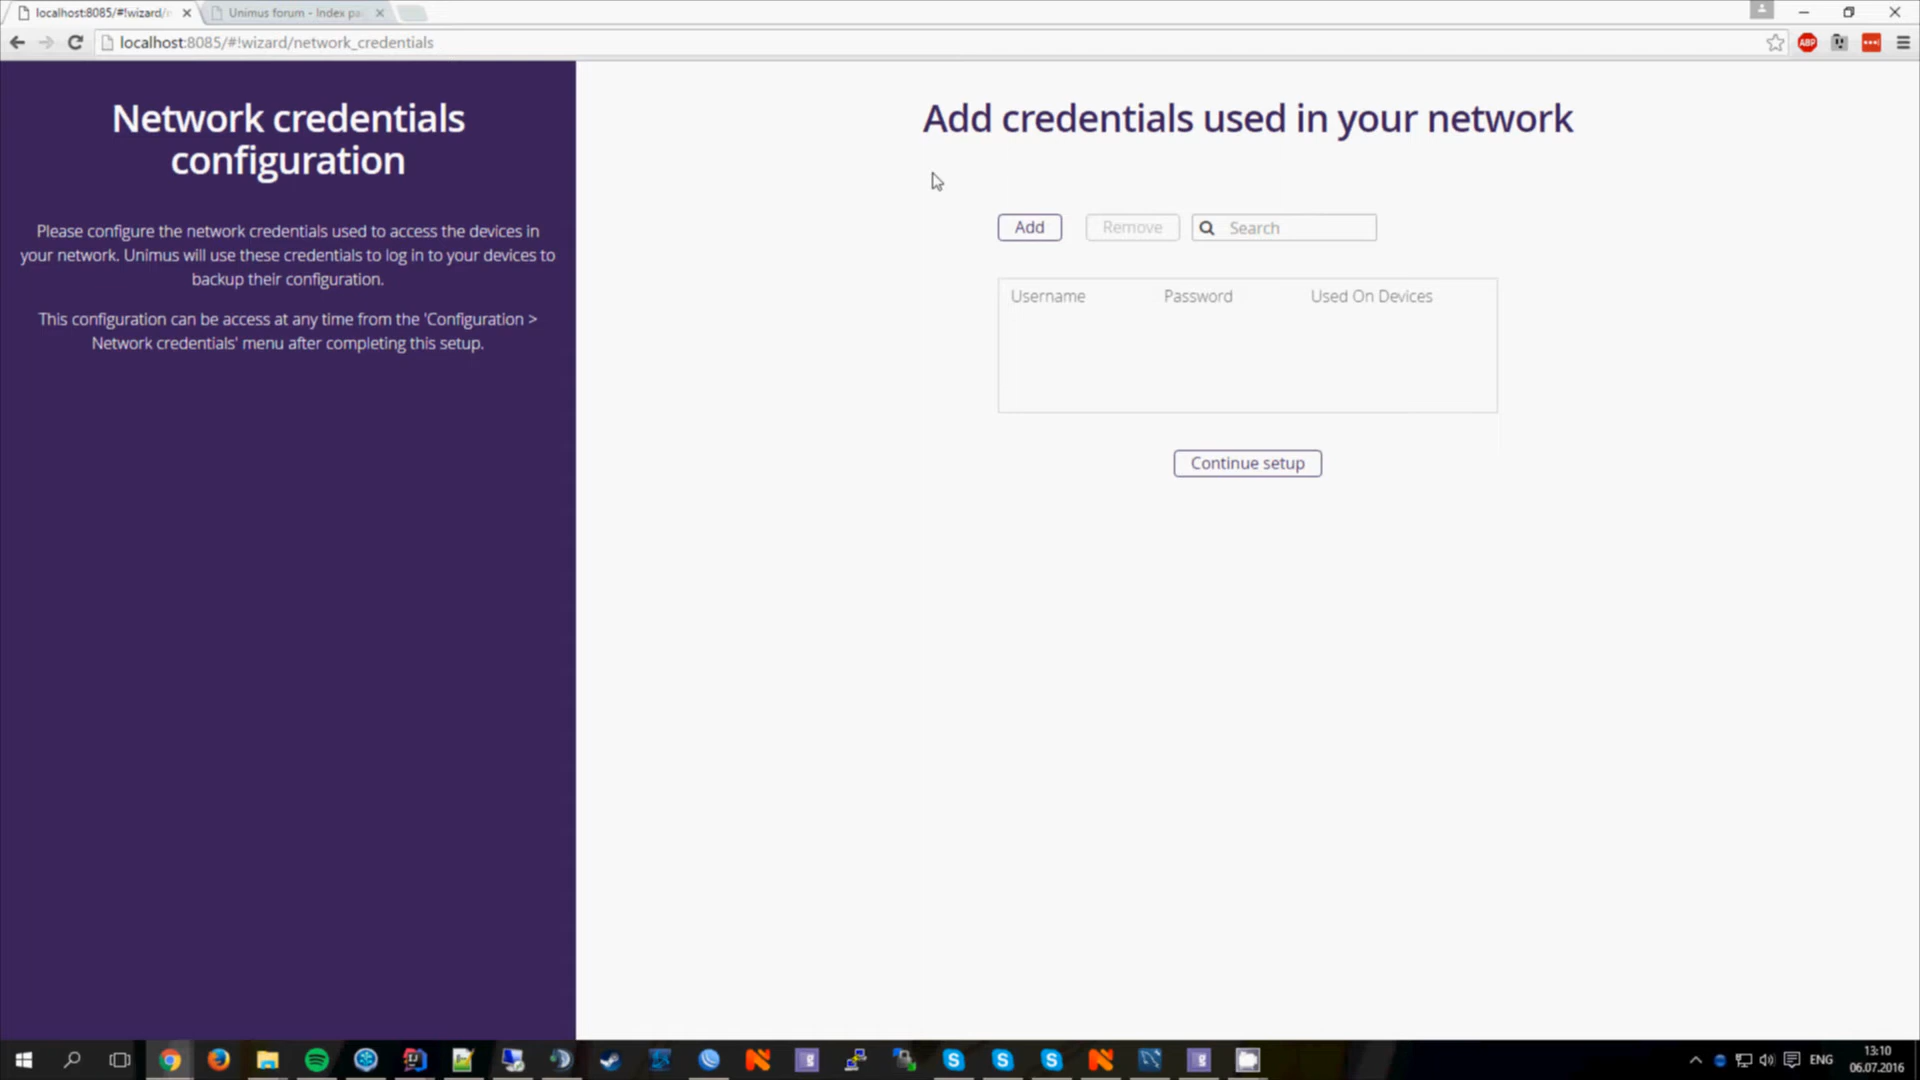 localhost:8085/#!wizard/
Unimus forum - Index
localhost:8085/#!wizard/network_credentials
Network credentials
configuration
Please configure the network credentials used to access the devices in
your network. Unimus will use these credentials to log in to your devices to
backup their configuration.
This configuration can be access at any time from the 'Configuration >
Network credentials' menu after completing this setup.
Add credentials used in your network
Add
Remove
Search
Username
Password
Used On Devices
Continue setup
ABP
ENG
13:10
06.07.2016